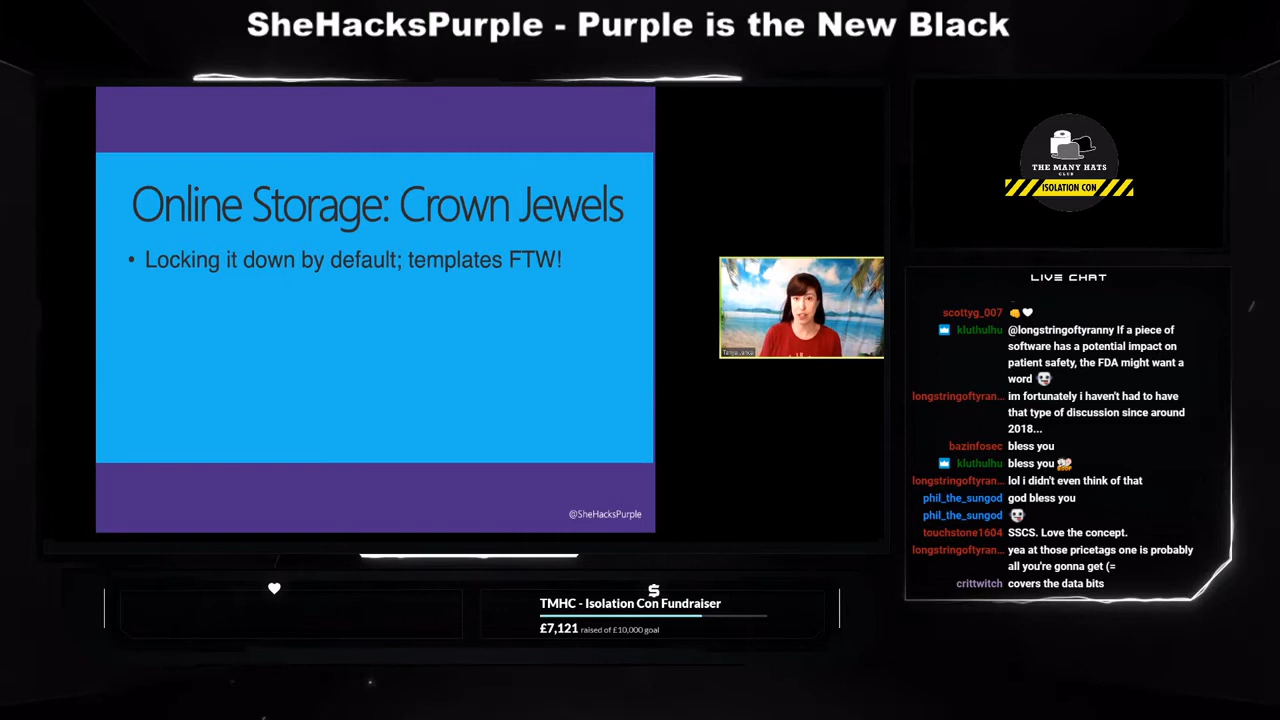 SheHacksPurple - Purple is the New Black
Online Storage: Crown Jewels
• Locking it down by default; templates FTW!
@SheHacksPurple
THE MANY HATS
CLUB
ISOLATION CON
LIVE CHAT
scottyg_007
kluthulhu @longstringoftyranny If a piece of
software has a potential impact on
patient safety, the FDA might want a
word
longstringoftyran... im fortunately i haven't had to have
that type of discussion since around
2018...
bazinfosec bless you
kluthulhu bless you
longstringoftyran... lol i didn't even think of that
phil_the_sungod god bless you
phil_the_sungod
touchstone1604 SSCS. Love the concept.
longstringoftyran... yea at those pricetags one is probably
all you're gonna get (=
crittwitch covers the data bits
$
TMHC - Isolation Con Fundraiser
£7,121 raised of £10,000 goal